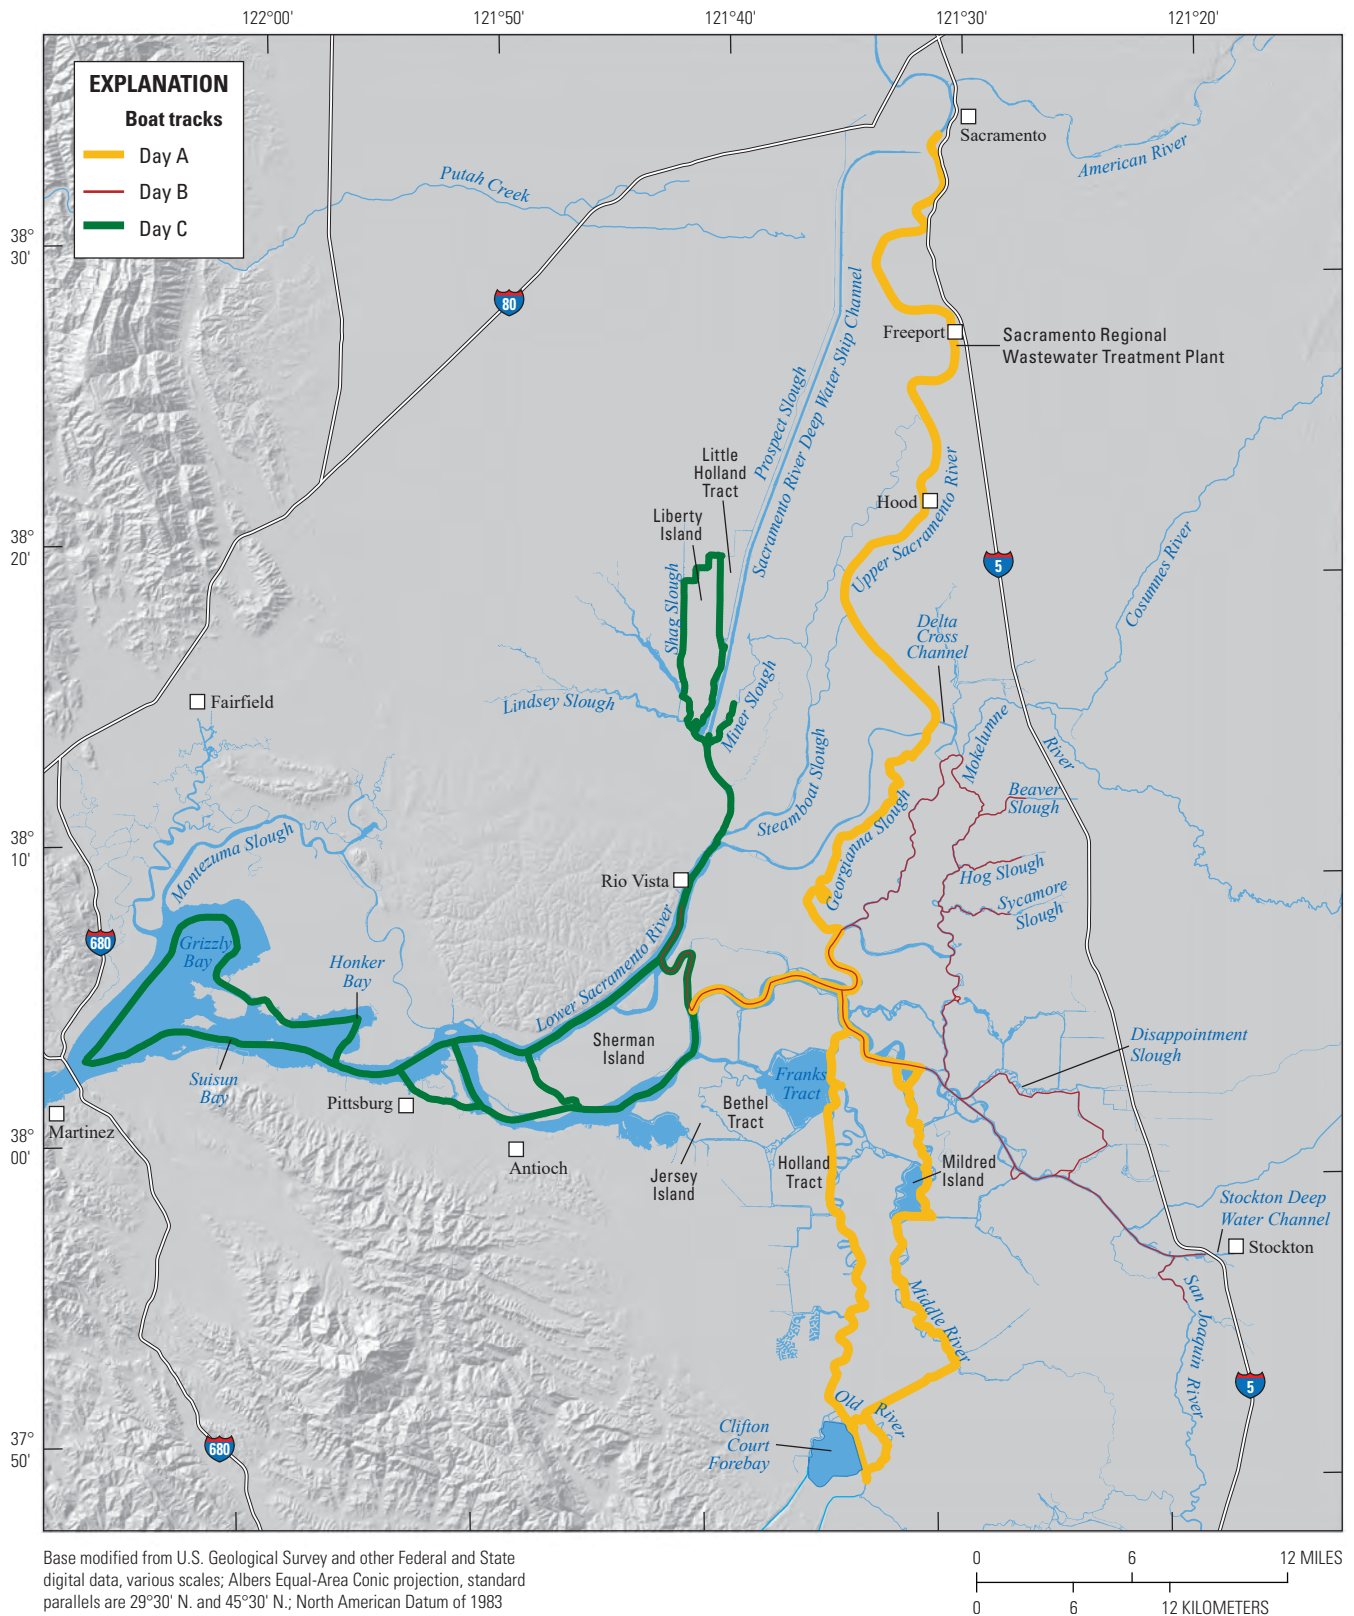 122°00'
121°50'
121°40'
121°30'
121°20'
EXPLANATION
Boat tracks
Day A
Day B
Day C
Sacramento
American River
Putah Creek
38°
30'
80
Freeport
Sacramento Regional
Wastewater Treatment Plant
Prospect Slough
Sacramento River Deep Water Ship Channel
Little
Holland
Tract
Hood
Upper Sacramento River
Liberty
Island
38°
20'
5
Cosumnes River
Shag Slough
Delta
Cross
Channel
Miner Slough
Lindsey Slough
Fairfield
Mokelumne
River
Steamboat Slough
Beaver
Slough
Georgianna Slough
38°
10'
Montezuma Slough
Hog Slough
Rio Vista
Sycamore
Slough
680
Grizzly
Bay
Honker
Bay
Lower Sacramento River
Sherman
Island
Disappointment
Slough
Suisun
Bay
Franks
Tract
Pittsburg
Bethel
Tract
Martinez
38°
00'
Antioch
Jersey
Island
Holland
Tract
Mildred
Island
Stockton Deep
Water Channel
Stockton
San Joaquin River
Middle River
5
Old River
Clifton
Court
Forebay
680
37°
50'
Base modified from U.S. Geological Survey and other Federal and State
digital data, various scales; Albers Equal-Area Conic projection, standard
parallels are 29°30' N. and 45°30' N.; North American Datum of 1983
0 6 12 MILES
0 6 12 KILOMETERS